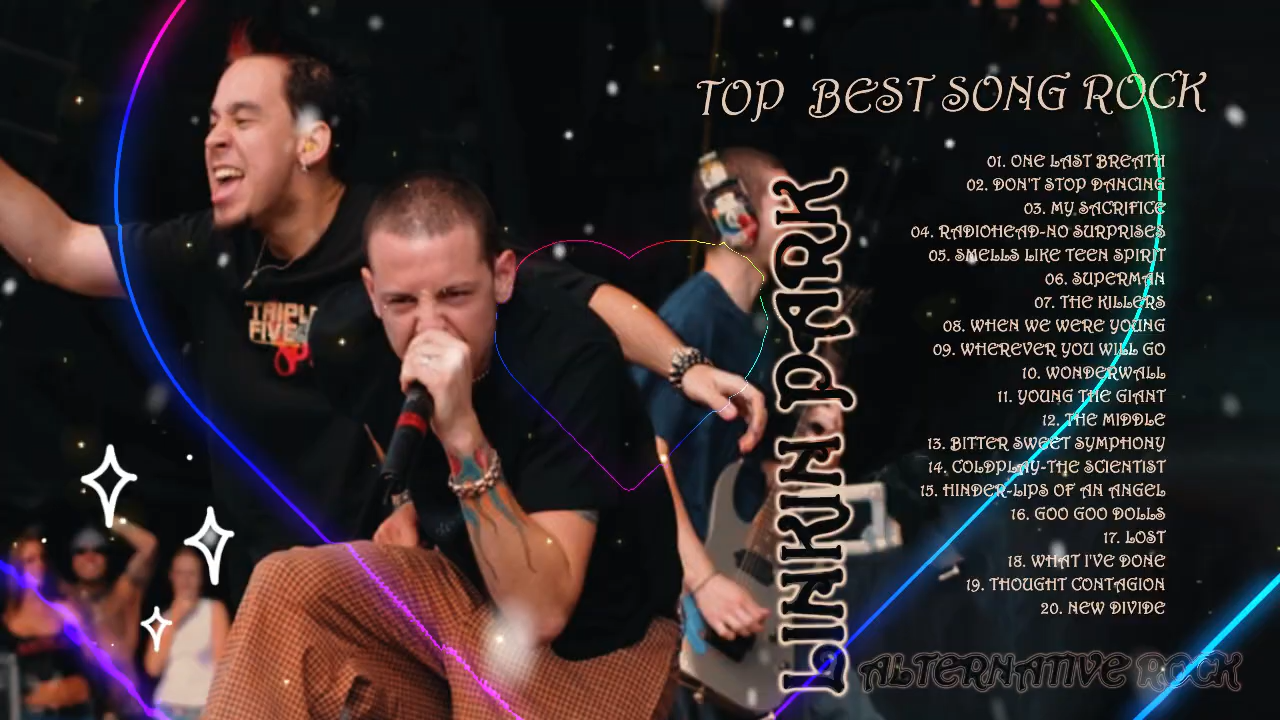 TOP BEST SONG ROCK
01. ONE LAST BREATH
02. DON'T STOP DANCING
03. MY SACRIFICE
04. RADIOHEAD-NO SURPRISES
05. SMELLS LIKE TEEN SPIRIT
06. SUPERMAN
07. THE KILLERS
08. WHEN WE WERE YOUNG
09. WHEREVER YOU WILL GO
10. WONDERWALL
11. YOUNG THE GIANT
12. THE MIDDLE
13. BITTER SWEET SYMPHONY
14. COLDPLAY-THE SCIENTIST
15. HINDER-LIPS OF AN ANGEL
16. GOO GOO DOLLS
17. LOST
18. WHAT I'VE DONE
19. THOUGHT CONTAGION
20. NEW DIVIDE
LINKIN PARK
ALTERNATIVE ROCK
TRIPLE
FIVE